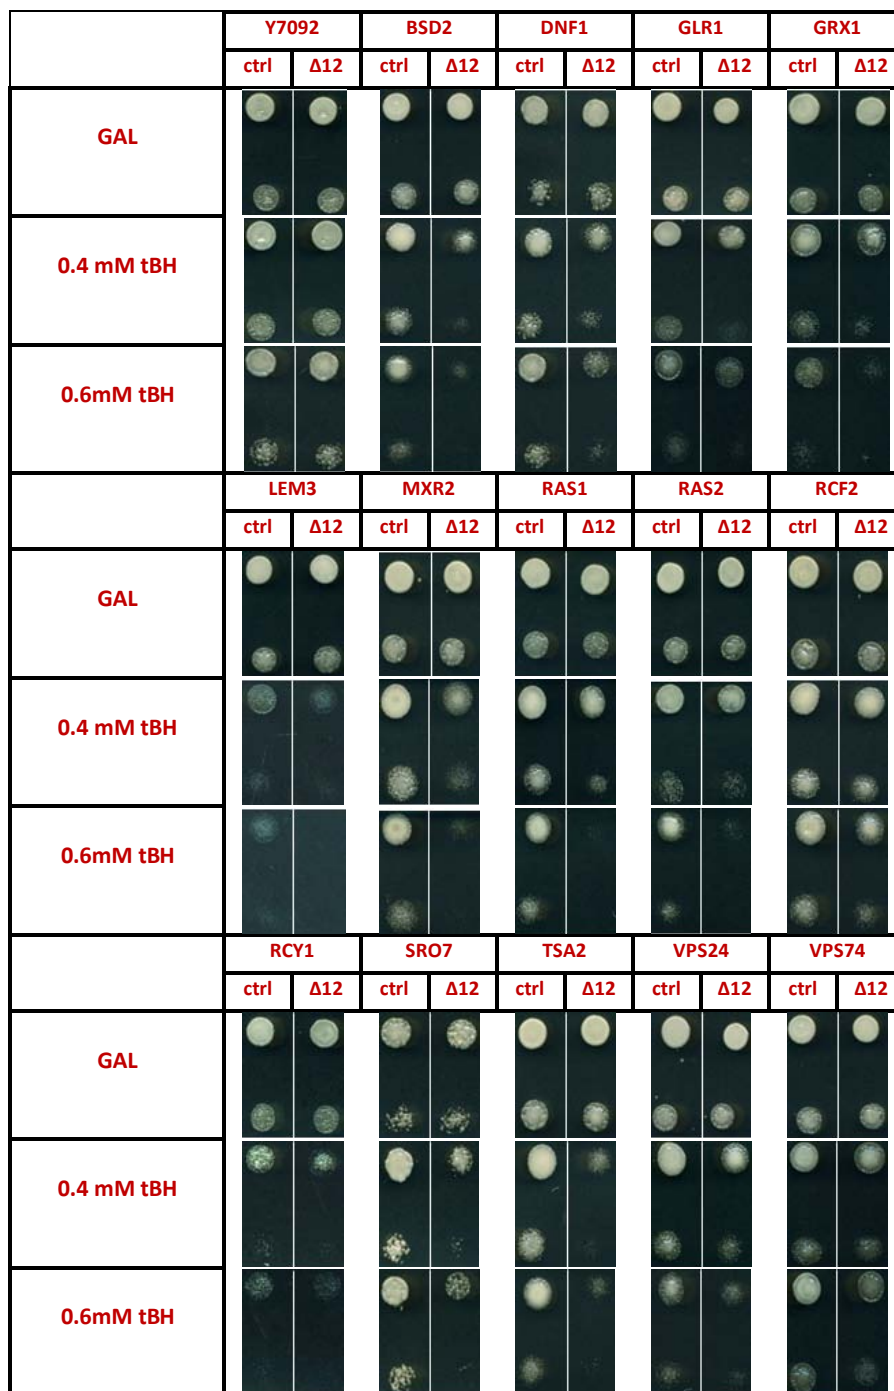 Y7092 BSD2 DNF1 GLR1 GRX1
ctrl Δ12 ctrl Δ12 ctrl Δ12 ctrl Δ12 ctrl Δ12
GAL
0.4 mM tBH
0.6mM tBH
LEM3 MXR2 RAS1 RAS2 RCF2
ctrl Δ12 ctrl Δ12 ctrl Δ12 ctrl Δ12 ctrl Δ12
GAL
0.4 mM tBH
0.6mM tBH
RCY1 SRO7 TSA2 VPS24 VPS74
ctrl Δ12 ctrl Δ12 ctrl Δ12 ctrl Δ12 ctrl Δ12
GAL
0.4 mM tBH
0.6mM tBH